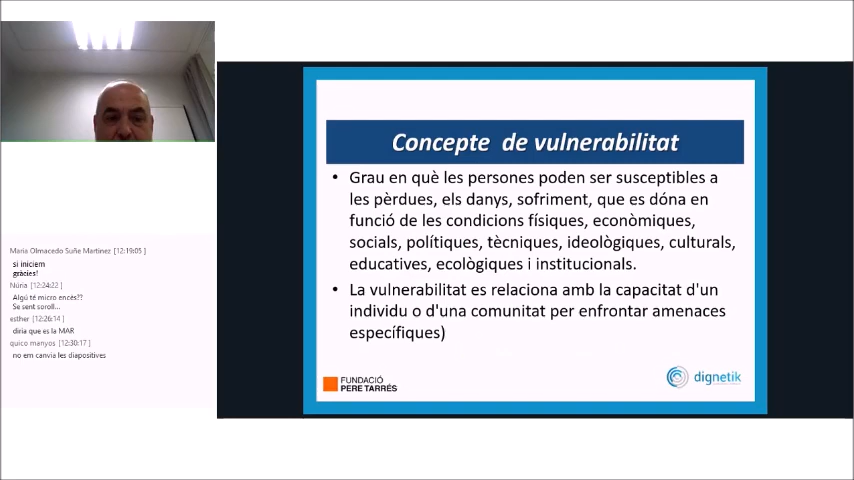 Concepte de vulnerabilitat
• Grau en què les persones poden ser susceptibles a
les pèrdues, els danys, sofriment, que es dóna en
funció de les condicions físiques, econòmiques,
socials, polítiques, tècniques, ideològiques, culturals,
educatives, ecològiques i institucionals.
• La vulnerabilitat es relaciona amb la capacitat d'un
individu o d'una comunitat per enfrontar amenaces
específiques)
FUNDACIÓ
PERE TARRÉS
dignetik
Maria Olmacedo Suñe Martinez [12:19:05 ]
si iniciem
gràcies!
Núria [12:24:22 ]
Algú té micro encès??
Se sent soroll...
esther [12:26:14 ]
diria que es la MAR
quico manyos [12:30:17 ]
no em canvia les diapositives